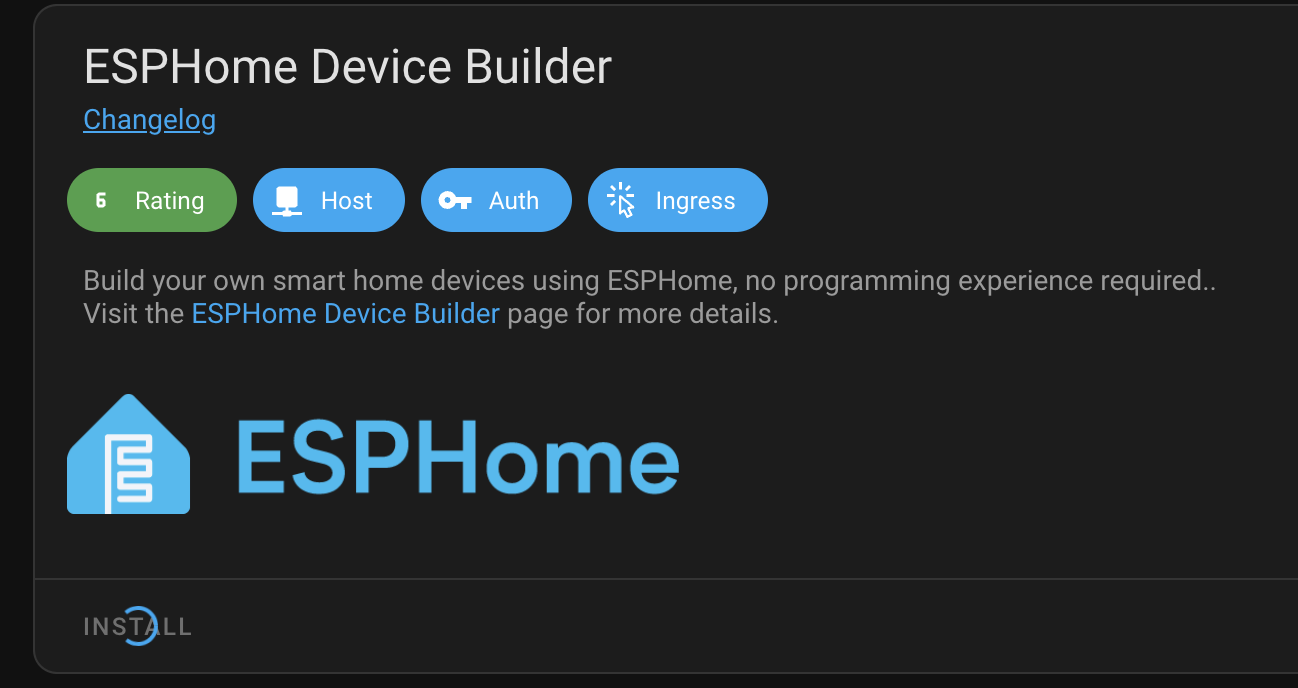 ESPHome Device Builder
Changelog
6 Rating Host Auth Ingress
Build your own smart home devices using ESPHome, no programming experience required..
Visit the ESPHome Device Builder page for more details.
ESPHome
INSTALL